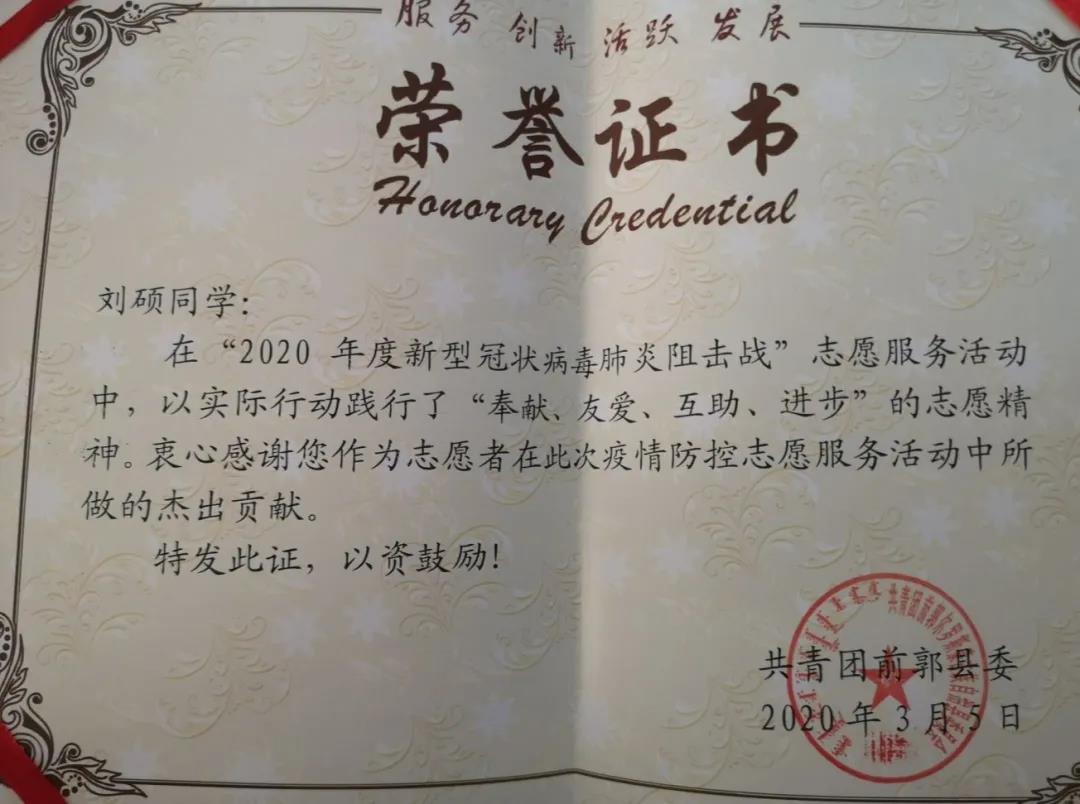 服务 创新 活跃 发展
荣誉证书
Honorary Credential
刘硕同学:
在“2020 年度新型冠状病毒肺炎阻击战”志愿服务活动
中，以实际行动践行了“奉献、友爱、互助、进步”的志愿精
神。衷心感谢您作为志愿者在此次疫情防控志愿服务活动中所
做的杰出贡献。
特发此证，以资鼓励!
共青团前郭县委
2020 年 3 月 5 日